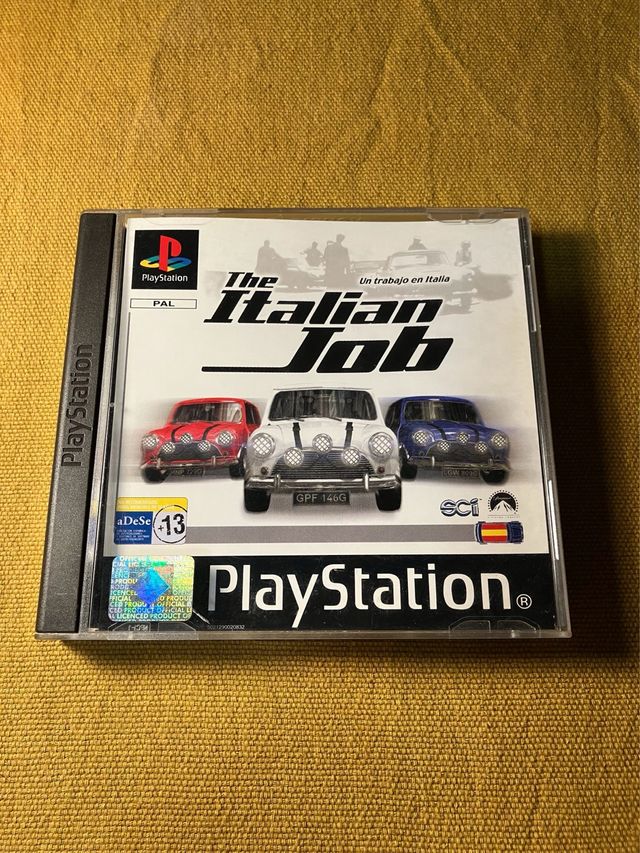 PlayStation
PlayStation
PAL
Un trabajo en Italia
The
Italian
Job
GPF 146G
SCi
aDeSe
+13
PlayStation®